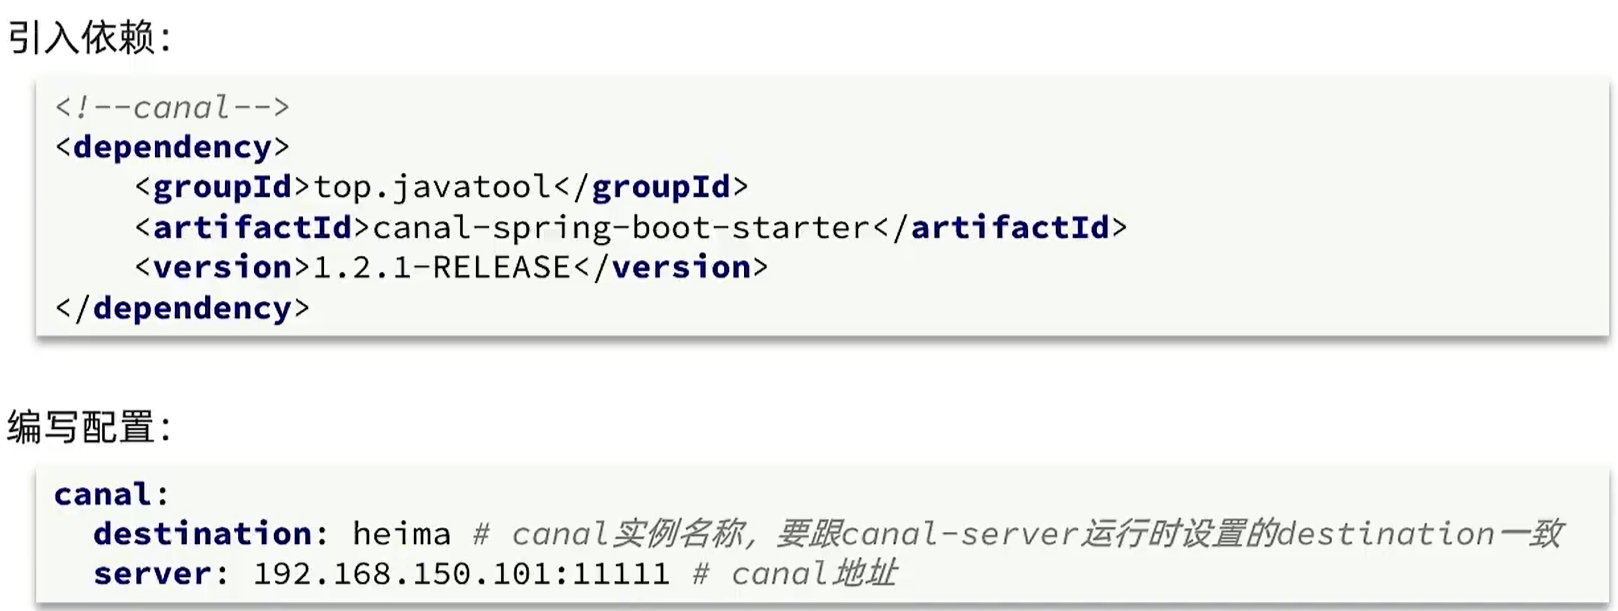 引入依赖：
<!--canal-->
<dependency>
    <groupId>top.javatool</groupId>
    <artifactId>canal-spring-boot-starter</artifactId>
    <version>1.2.1-RELEASE</version>
</dependency>
编写配置：
canal:
  destination: heima # canal实例名称，要跟canal-server运行时设置的destination一致
  server: 192.168.150.101:11111 # canal地址